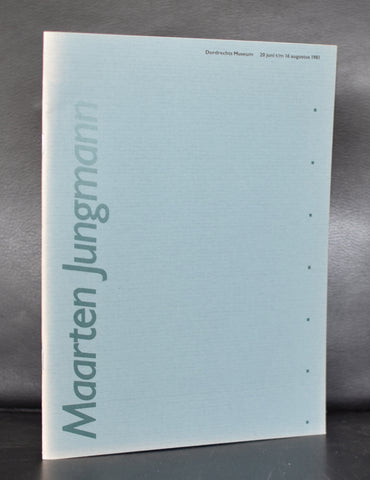 Dordrechts Museum 20 juni t/m 16 augustus 1981
Maarten Jungmann